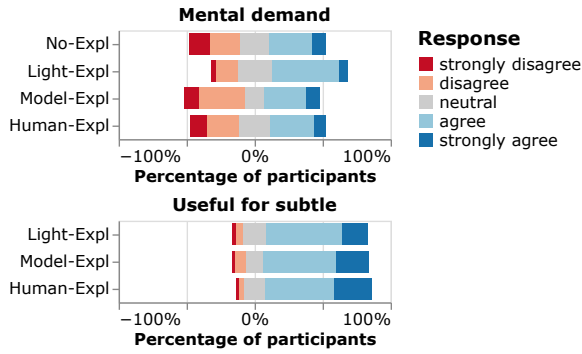 Mental demand
No-Expl
Light-Expl
Model-Expl
Human-Expl
−100% 0% 100%
Percentage of participants
Response
strongly disagree
disagree
neutral
agree
strongly agree
Useful for subtle
Light-Expl
Model-Expl
Human-Expl
−100% 0% 100%
Percentage of participants